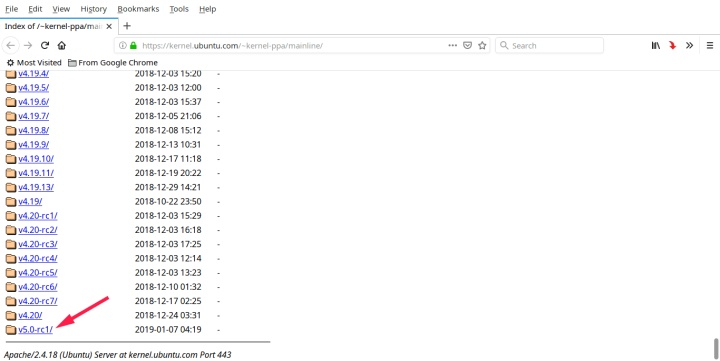 File Edit View History Bookmarks Tools Help
Index of /~kernel-ppa/mai
https://kernel.ubuntu.com/~kernel-ppa/mainline/ Search
Most Visited From Google Chrome
v4.19.4/ 2018-12-03 15:20 -
v4.19.5/ 2018-12-03 12:00 -
v4.19.6/ 2018-12-03 15:37 -
v4.19.7/ 2018-12-05 21:06 -
v4.19.8/ 2018-12-08 15:12 -
v4.19.9/ 2018-12-13 10:31 -
v4.19.10/ 2018-12-17 11:18 -
v4.19.11/ 2018-12-19 20:22 -
v4.19.13/ 2018-12-29 14:21 -
v4.19/ 2018-10-22 23:50 -
v4.20-rc1/ 2018-12-03 15:29 -
v4.20-rc2/ 2018-12-03 16:18 -
v4.20-rc3/ 2018-12-03 17:25 -
v4.20-rc4/ 2018-12-03 12:14 -
v4.20-rc5/ 2018-12-03 13:23 -
v4.20-rc6/ 2018-12-10 01:32 -
v4.20-rc7/ 2018-12-17 02:25 -
v4.20/ 2018-12-24 03:31 -
v5.0-rc1/ 2019-01-07 04:19 -
Apache/2.4.18 (Ubuntu) Server at kernel.ubuntu.com Port 443